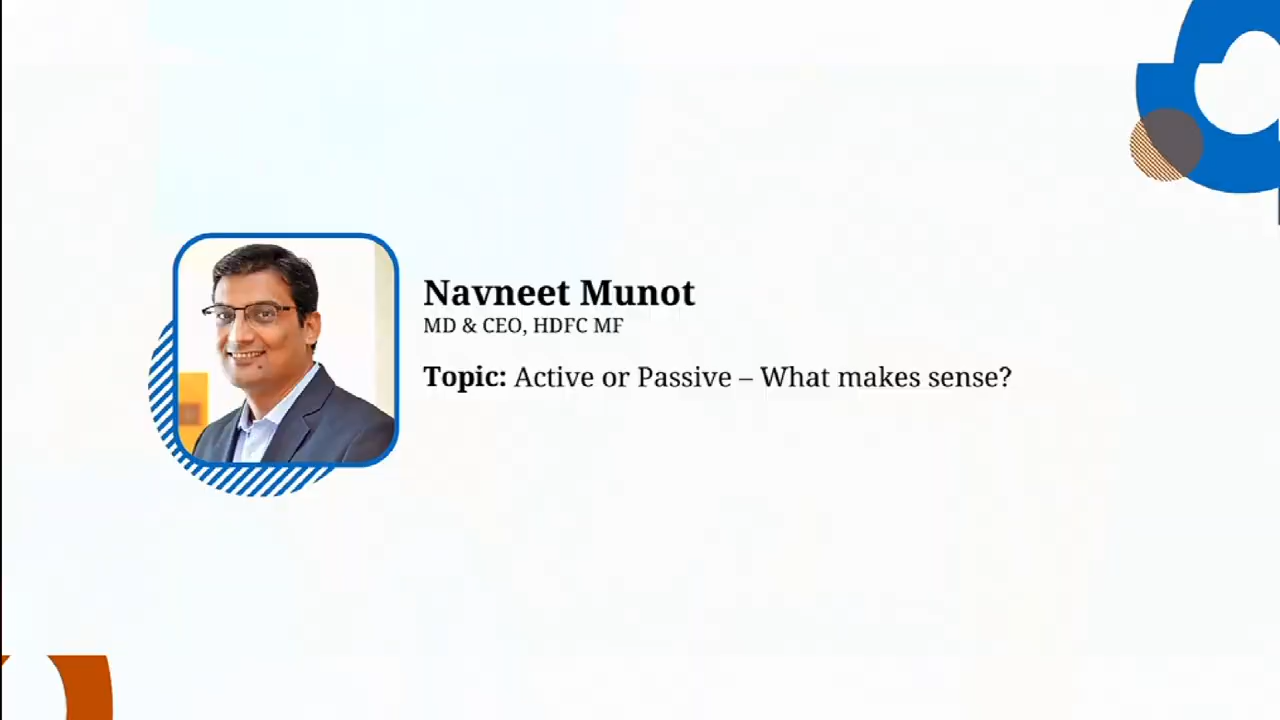 Navneet Munot
MD & CEO, HDFC MF
Topic: Active or Passive – What makes sense?